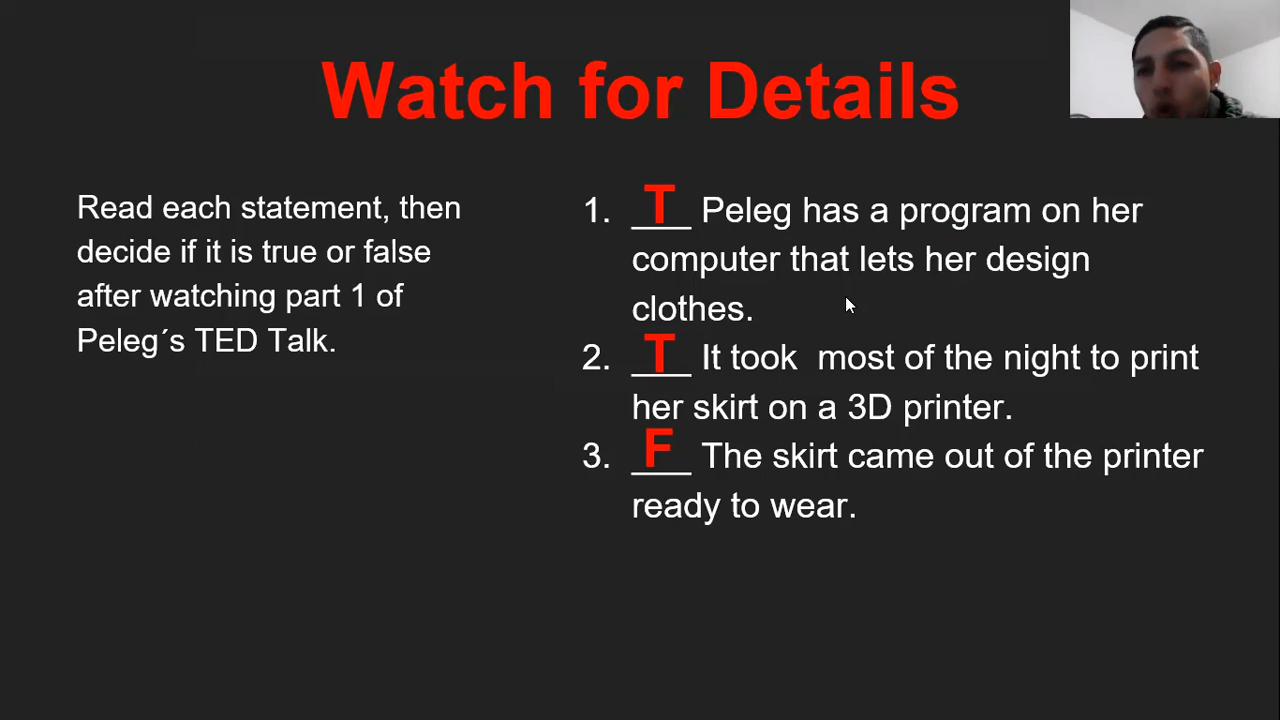 Watch for Details
Read each statement, then
decide if it is true or false
after watching part 1 of
Peleg´s TED Talk.
1. _T_ Peleg has a program on her
computer that lets her design
clothes.
2. _T_ It took  most of the night to print
her skirt on a 3D printer.
3. _F_ The skirt came out of the printer
ready to wear.